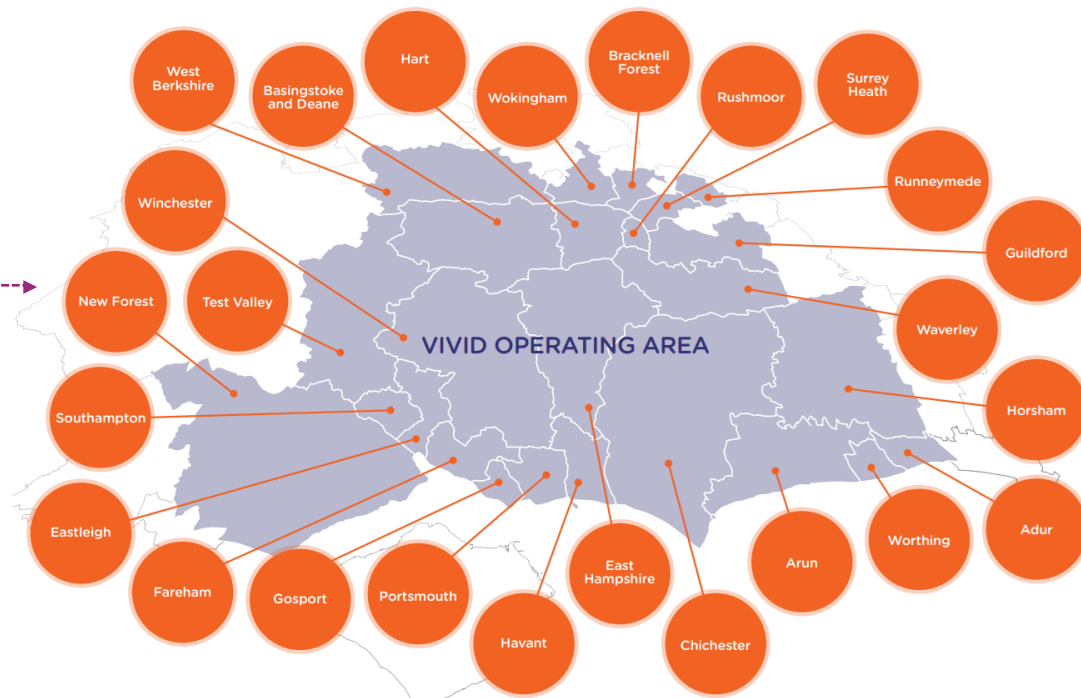 West
Berkshire
Basingstoke
and Deane
Hart
Wokingham
Bracknell
Forest
Rushmoor
Surrey
Heath
Runneymede
Winchester
Guildford
New Forest
Test Valley
Waverley
VIVID OPERATING AREA
Southampton
Horsham
Eastleigh
Fareham
Gosport
Portsmouth
Havant
East
Hampshire
Chichester
Arun
Worthing
Adur